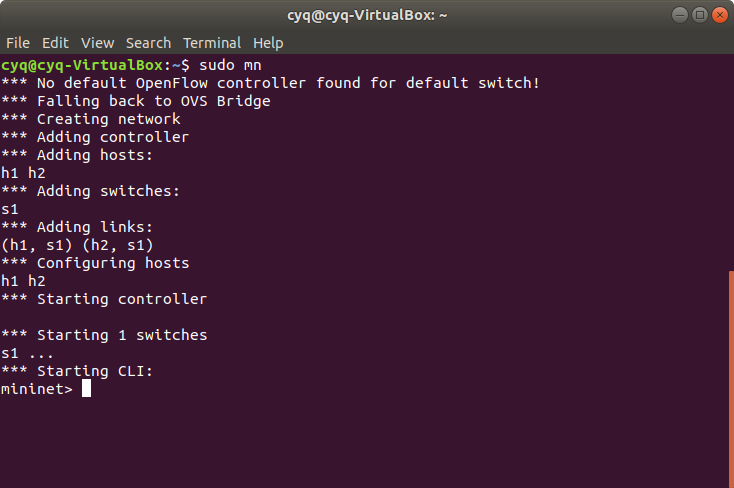 cyq@cyq-VirtualBox: ~
File Edit View Search Terminal Help
cyq@cyq-VirtualBox:~$ sudo mn
*** No default OpenFlow controller found for default switch!
*** Falling back to OVS Bridge
*** Creating network
*** Adding controller
*** Adding hosts:
h1 h2
*** Adding switches:
s1
*** Adding links:
(h1, s1) (h2, s1)
*** Configuring hosts
h1 h2
*** Starting controller
*** Starting 1 switches
s1 ...
*** Starting CLI:
mininet>